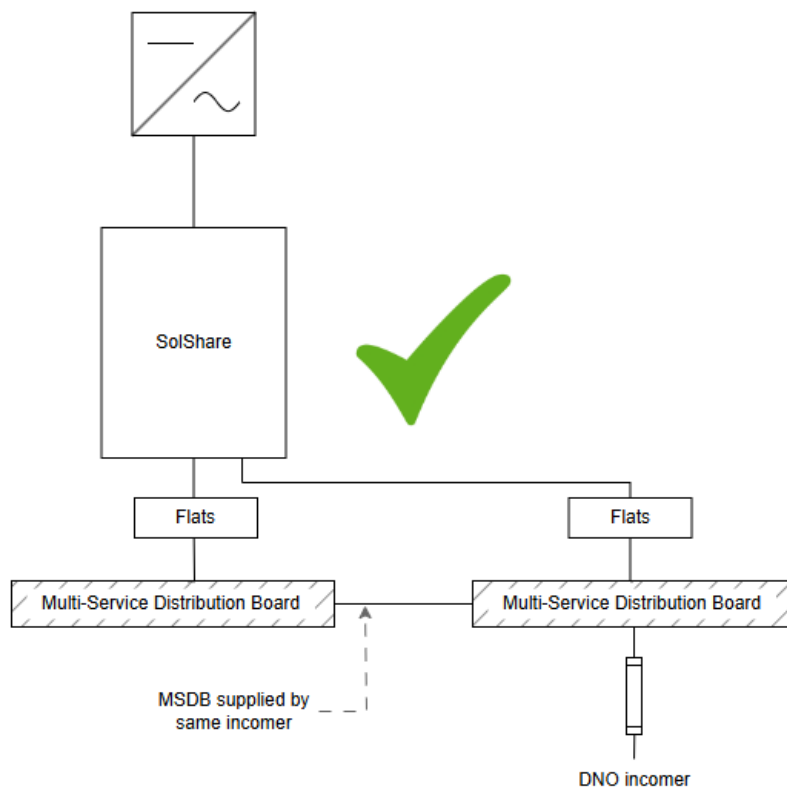 SolShare
Flats
Flats
Multi-Service Distribution Board
Multi-Service Distribution Board
MSDB supplied by
same incomer
DNO incomer